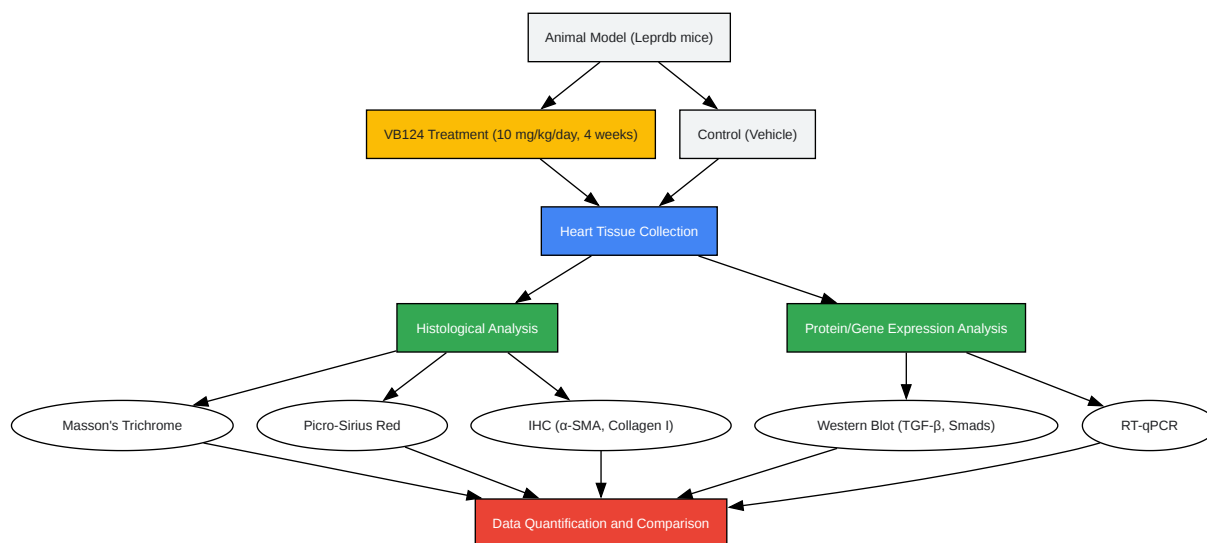 Animal Model (Leprdb mice)
VB124 Treatment (10 mg/kg/day, 4 weeks)
Control (Vehicle)
Heart Tissue Collection
Histological Analysis
Protein/Gene Expression Analysis
Masson's Trichrome
Picro-Sirius Red
IHC (α-SMA, Collagen I)
Western Blot (TGF-β, Smads)
RT-qPCR
Data Quantification and Comparison